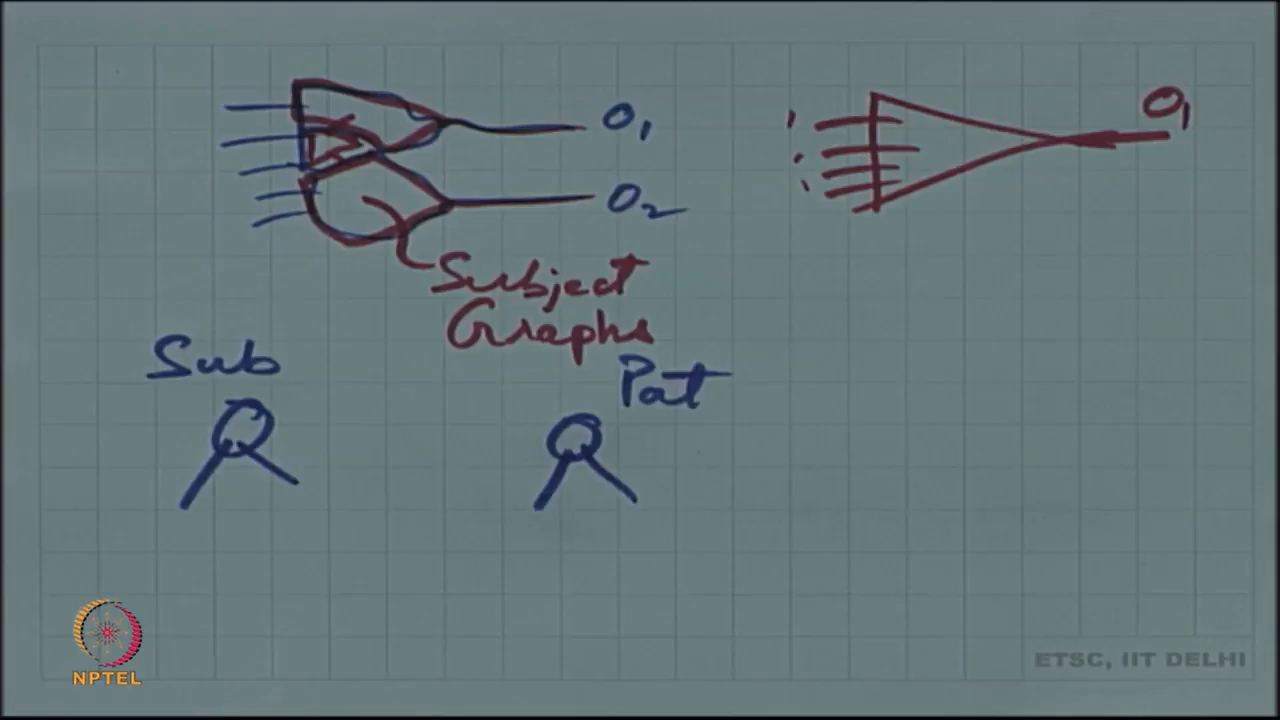 O1
O1
O2
Subject
Graphs
Sub
Pat
NPTEL
ETSC, IIT DELHI